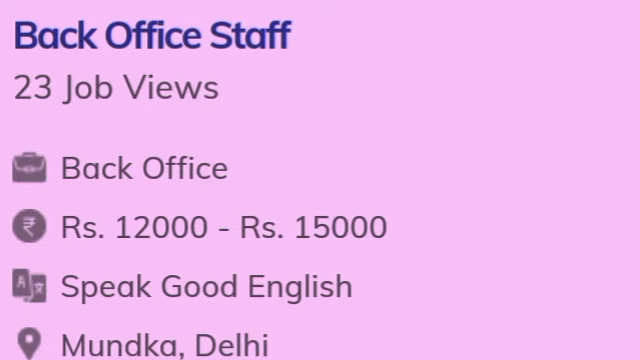 Back Office Staff
23 Job Views
Back Office
Rs. 12000 - Rs. 15000
Speak Good English
Mundka, Delhi